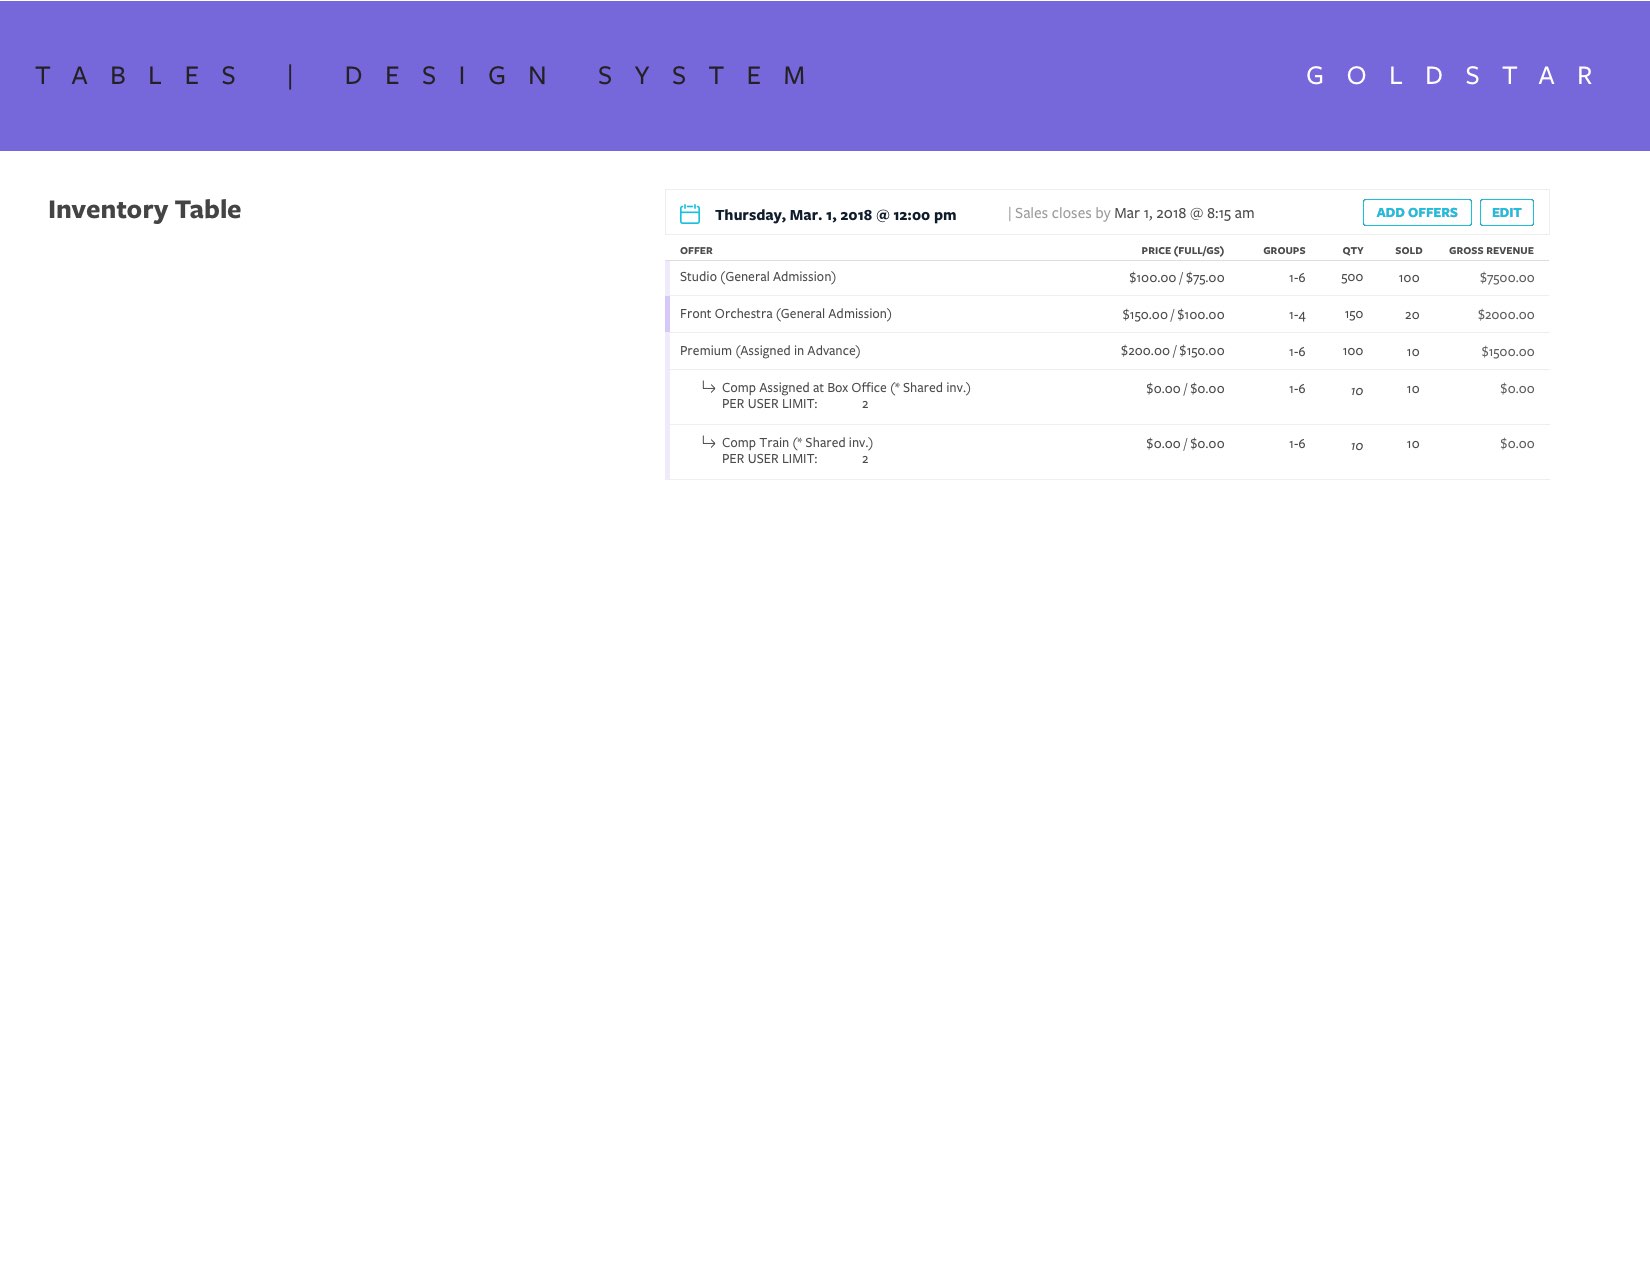 TABLES | DESIGN SYSTEM GOLDSTAR
Inventory Table
Thursday, Mar. 1, 2018 @ 12:00 pm | Sales closes by Mar 1, 2018 @ 8:15 am ADD OFFERS EDIT
OFFER PRICE (FULL/GS) GROUPS QTY SOLD GROSS REVENUE
Studio (General Admission) $100.00 / $75.00 1-6 500 100 $7500.00
Front Orchestra (General Admission) $150.00 / $100.00 1-4 150 20 $2000.00
Premium (Assigned in Advance) $200.00 / $150.00 1-6 100 10 $1500.00
Comp Assigned at Box Office (* Shared inv.) $0.00 / $0.00 1-6 10 10 $0.00
PER USER LIMIT: 2
Comp Train (* Shared inv.) $0.00 / $0.00 1-6 10 10 $0.00
PER USER LIMIT: 2